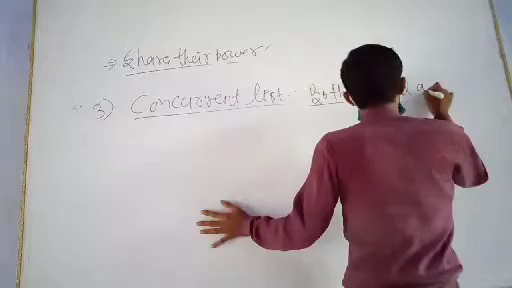 ⇒ Share their power
3) Concurrent list :-